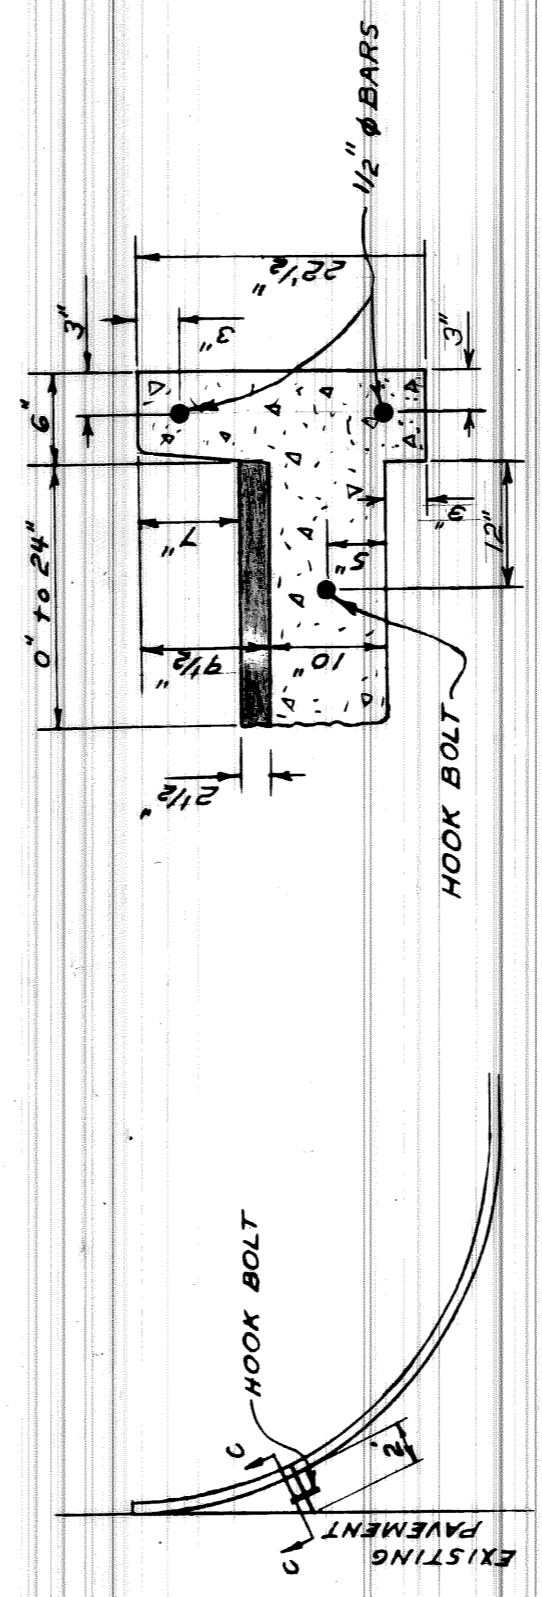 1/2" Ø BARS
22 1/2"
3"
3"
3"
6"
0" to 24"
7"
9 1/2"
10"
5"
3"
12"
2 1/2"
HOOK BOLT
HOOK BOLT
C
C
2'
EXISTING
PAVEMENT